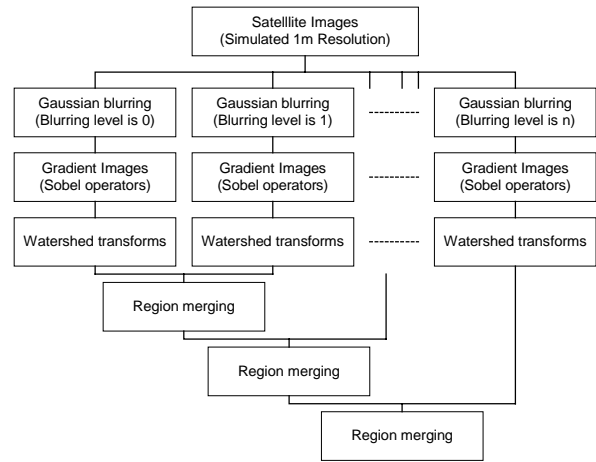 Satelllite Images
(Simulated 1m Resolution)
Gaussian blurring
(Blurring level is 0)
Gaussian blurring
(Blurring level is 1)
Gaussian blurring
(Blurring level is n)
Gradient Images
(Sobel operators)
Gradient Images
(Sobel operators)
Gradient Images
(Sobel operators)
Watershed transforms
Watershed transforms
Watershed transforms
Region merging
Region merging
Region merging